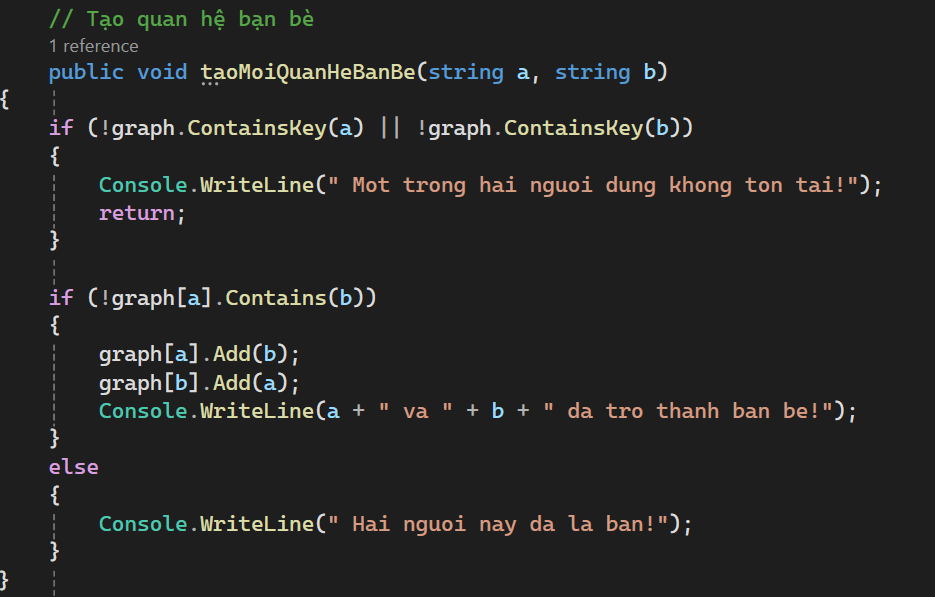 // Tạo quan hệ bạn bè
1 reference
public void taoMoiQuanHeBanBe(string a, string b)
{
if (!graph.ContainsKey(a) || !graph.ContainsKey(b))
{
Console.WriteLine(" Mot trong hai nguoi dung khong ton tai!");
return;
}
if (!graph[a].Contains(b))
{
graph[a].Add(b);
graph[b].Add(a);
Console.WriteLine(a + " va " + b + " da tro thanh ban be!");
}
else
{
Console.WriteLine(" Hai nguoi nay da la ban!");
}
}